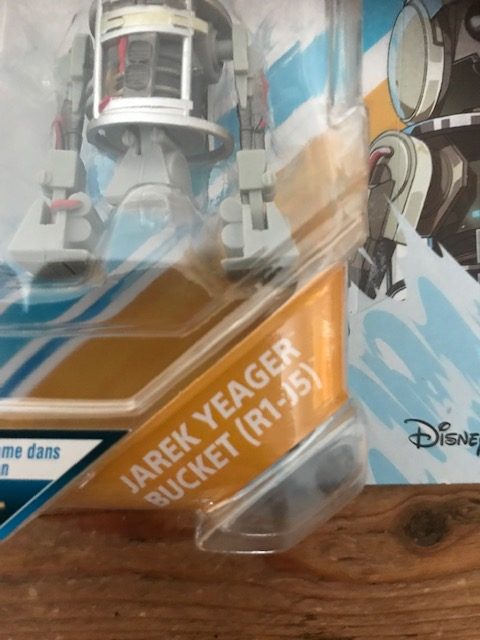 JAREK YEAGER
BUCKET (R1-J5)
DISNEY
me dans